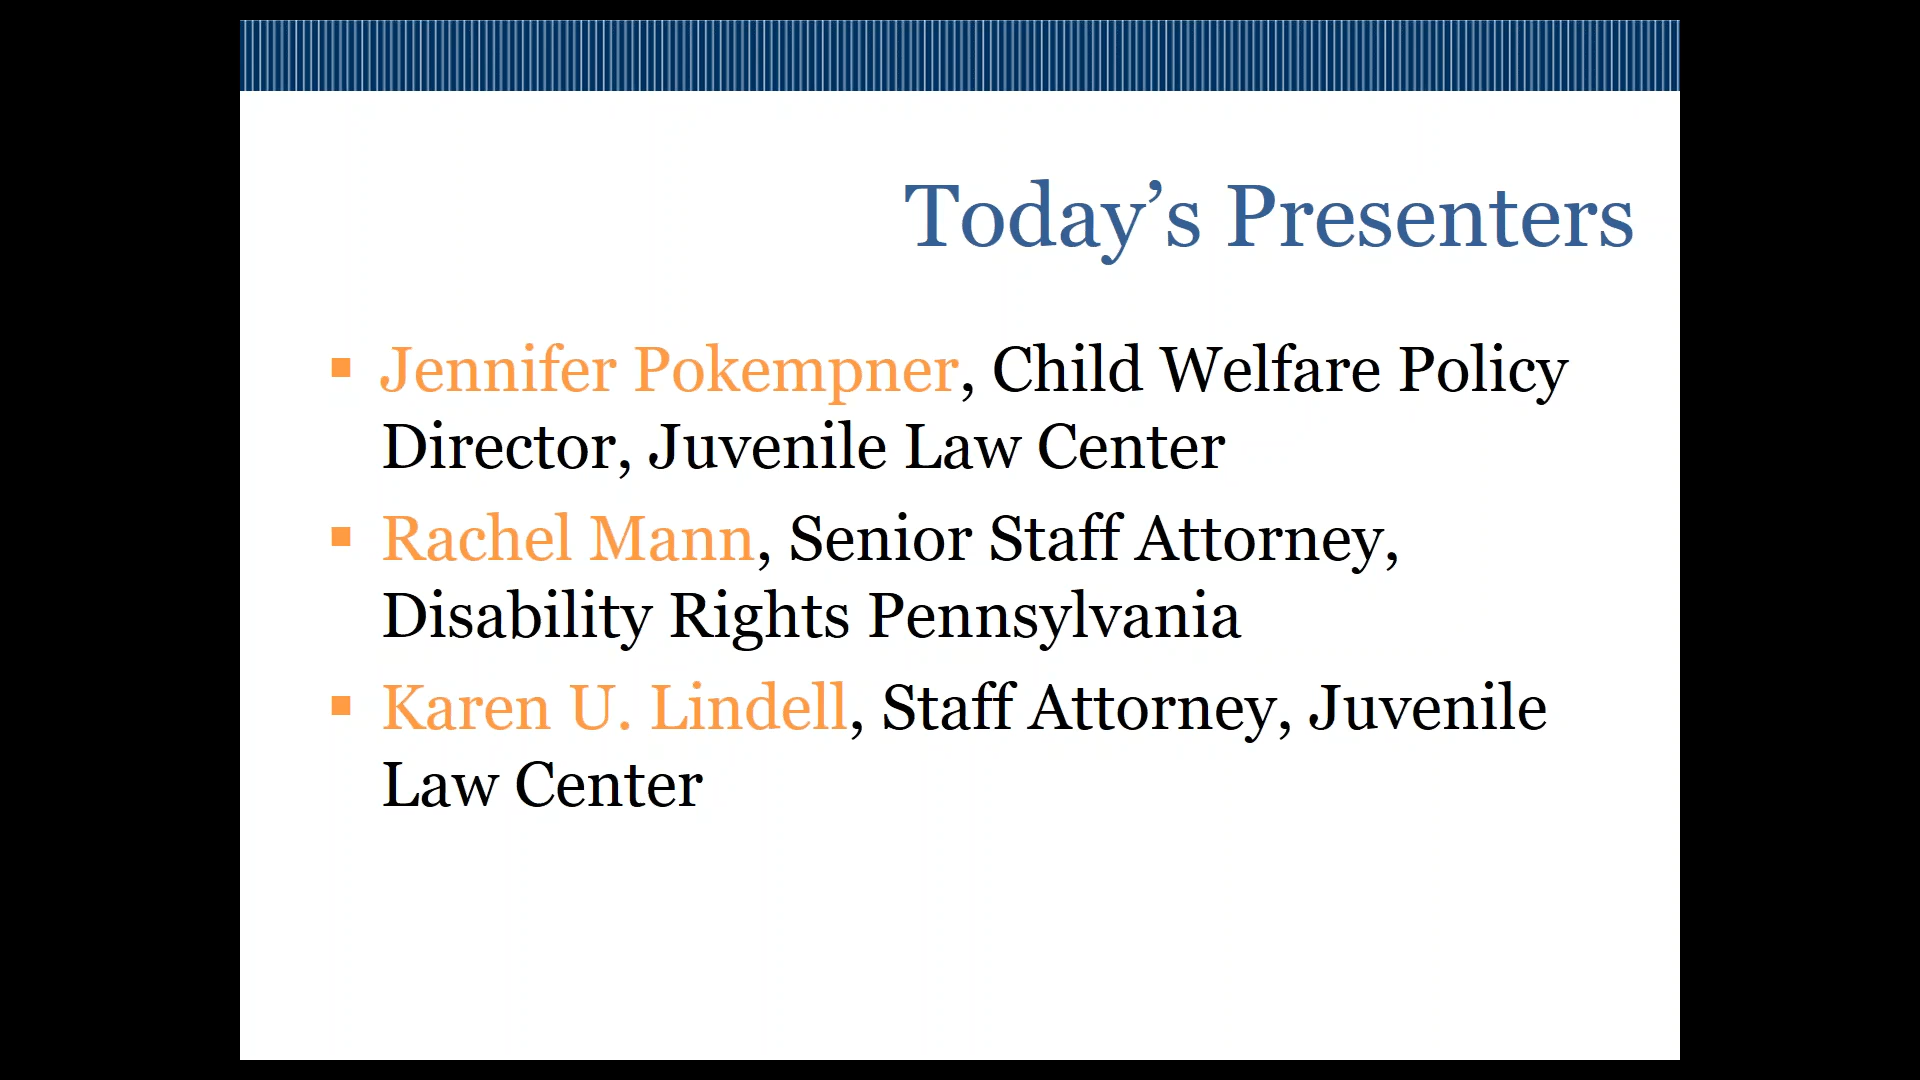 Today’s Presenters
▪ Jennifer Pokempner, Child Welfare Policy
Director, Juvenile Law Center
▪ Rachel Mann, Senior Staff Attorney,
Disability Rights Pennsylvania
▪ Karen U. Lindell, Staff Attorney, Juvenile
Law Center